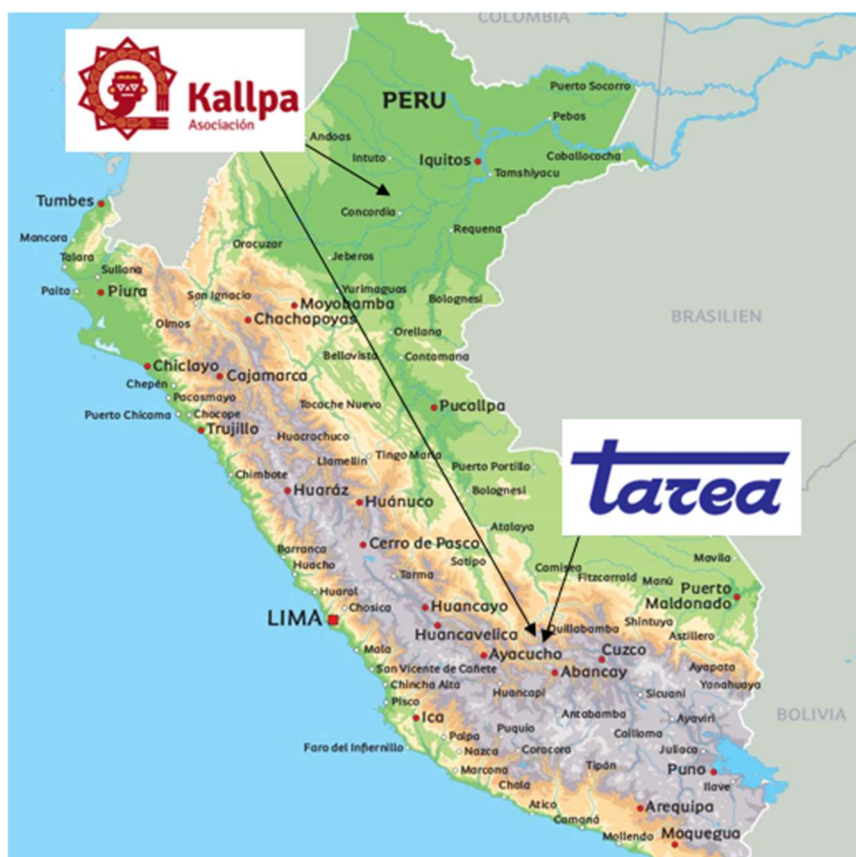 COLOMBIA
Kallpa
Asociación
PERU
Puerto Socorro
Pebas
Andoas
Intuto
Iquitos
Coballococha
Tamshiyacu
Tumbes
Concordia
Requena
Mancora
Orocuzar
Jeberos
Talara
Sullana
Paita
Piura
San Ignacio
Yurimaguas
Moyobamba
Bolognesi
Chachapoyas
BRASILIEN
Olmos
Orellana
Bellavista
Contamana
Chiclayo
Cajamarca
Chepén
Pacasmayo
Tocache Nuevo
Pucallpa
Puerto Chicama
Chocope
Trujillo
Huacrochuco
Llamellin
Tingo María
Puerto Portillo
tarea
Chimbote
Huaráz
Huánuco
Bolognesi
Atalaya
Cerro de Pasco
Barranca
Satipo
Camisea
Mavila
Huacho
Tarma
Fitzcarrald
Manú
Puerto
Maldonado
Huaral
Chosica
Huancayo
LIMA
Huancavelica
Quillabamba
Shintuya
Astillero
Mala
Ayacucho
Cuzco
San Vicente de Cañete
Abancay
Ayapata
Yanahuaya
Chincha Alta
Huancapi
Sicuani
Pisco
Ica
Puquio
Antabamba
Ayaviri
BOLIVIA
Palpa
Cailloma
Faro del Infiernillo
Nazca
Corocoro
Julioca
Marcona
Tipán
Puno
Chala
Ilave
Atico
Arequipa
Camaná
Mollendo
Moquegua